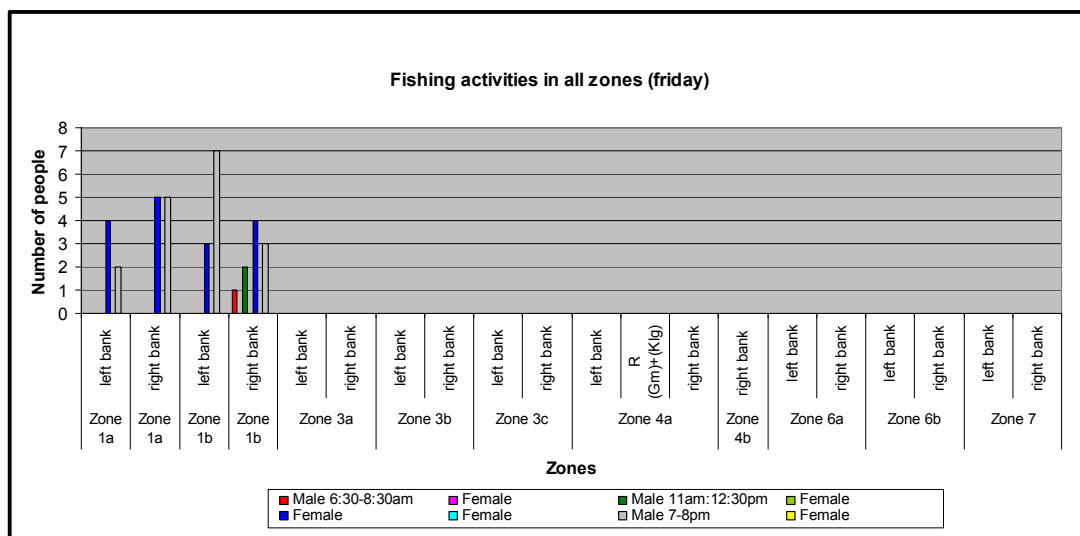 Fishing activities in all zones (friday)
Number of people
8
7
6
5
4
3
2
1
0
left bank
right bank
left bank
right bank
left bank
right bank
left bank
right bank
left bank
right bank
left bank
R
(Gm)+(Klg)
right bank
right bank
left bank
right bank
left bank
right bank
left bank
right bank
Zone
1a
Zone
1a
Zone
1b
Zone
1b
Zone 3a
Zone 3b
Zone 3c
Zone 4a
Zone
4b
Zone 6a
Zone 6b
Zone 7
Zones
Male 6:30-8:30am Female Male 11am:12:30pm Female
Female Female Male 7-8pm Female